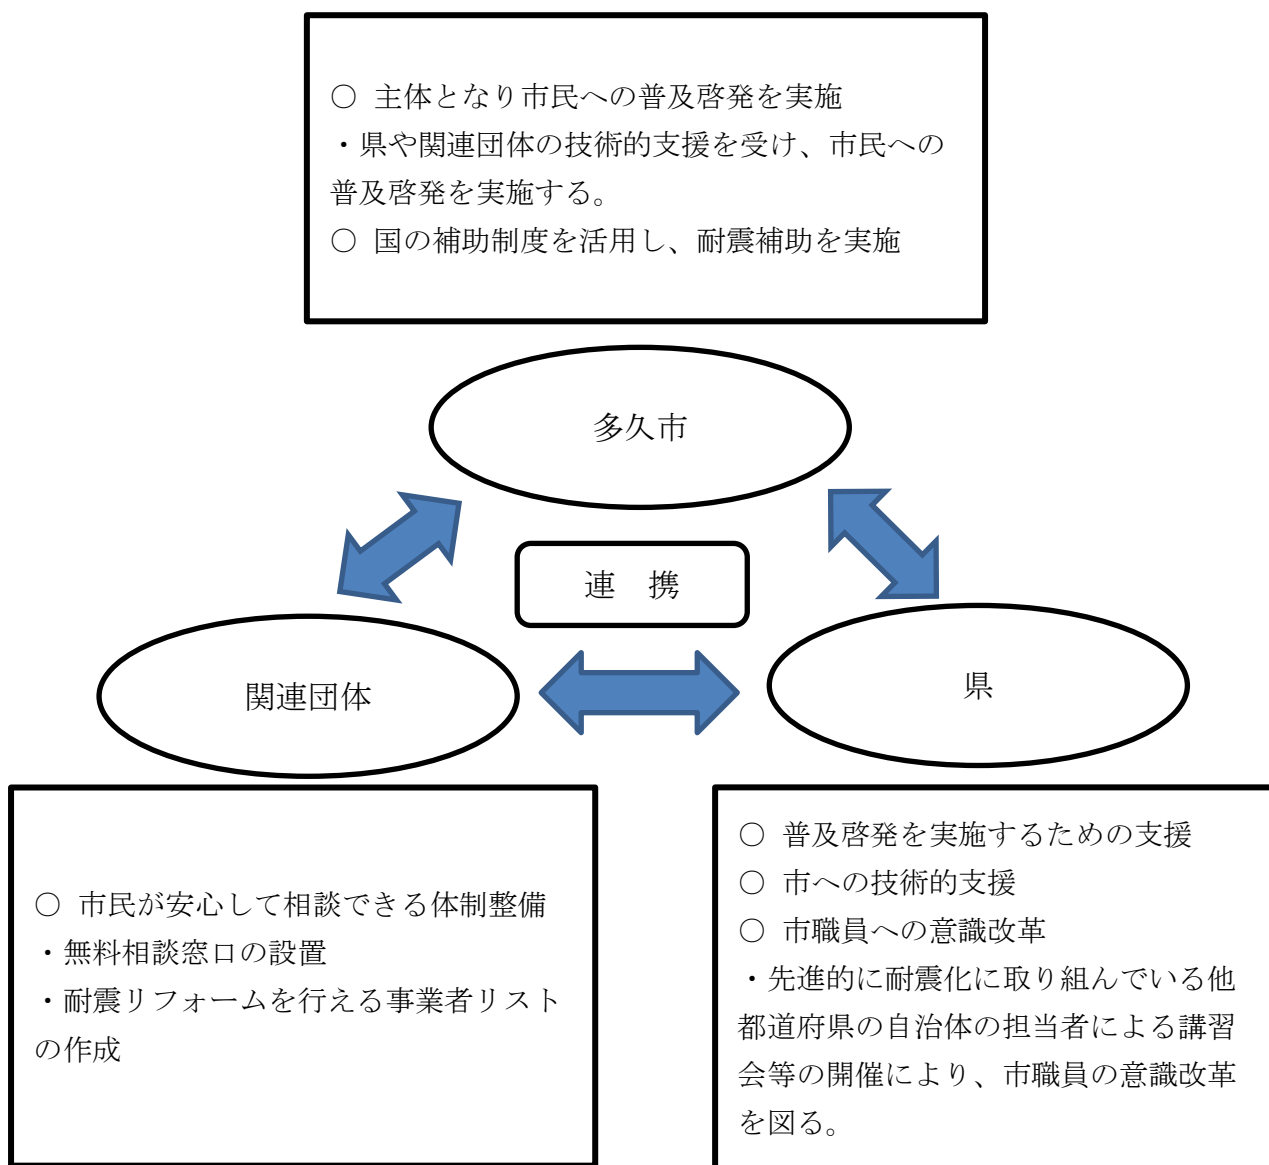 ○ 主体となり市民への普及啓発を実施
・県や関連団体の技術的支援を受け、市民への
普及啓発を実施する。
○ 国の補助制度を活用し、耐震補助を実施
多久市
連　携
関連団体
県
○ 市民が安心して相談できる体制整備
・無料相談窓口の設置
・耐震リフォームを行える事業者リスト
の作成
○ 普及啓発を実施するための支援
○ 市への技術的支援
○ 市職員への意識改革
・先進的に耐震化に取り組んでいる他
都道府県の自治体の担当者による講習
会等の開催により、市職員の意識改革
を図る。